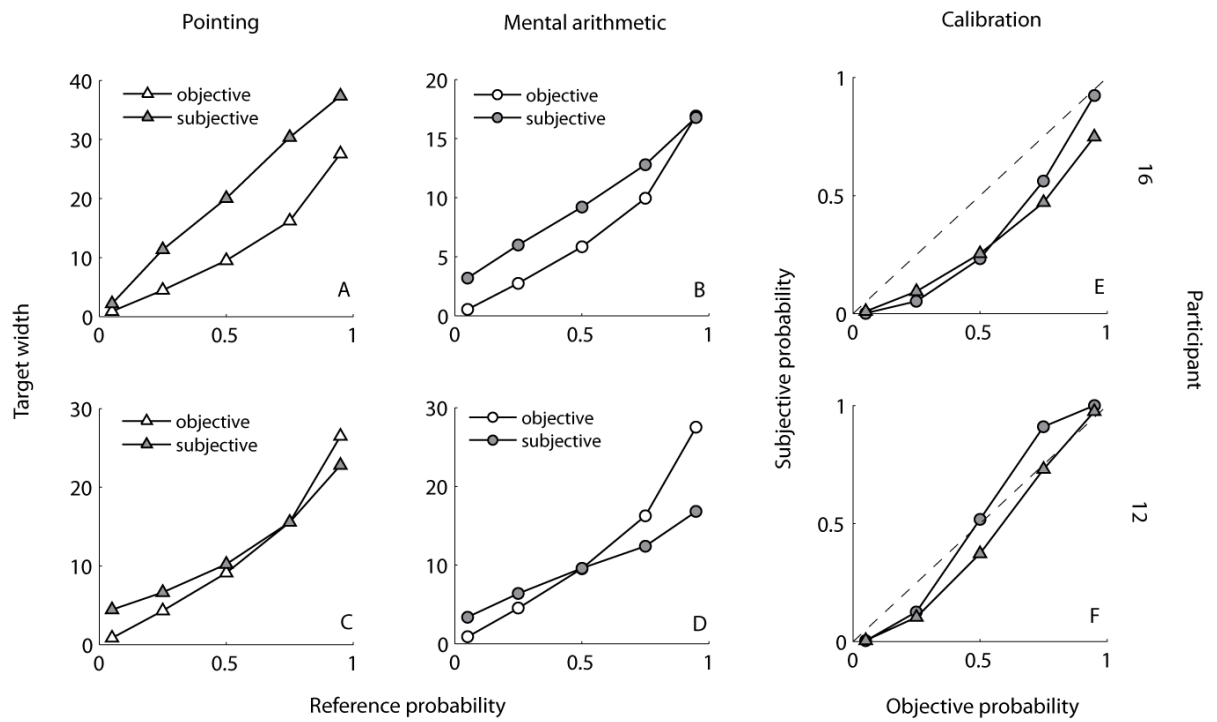 Pointing
Mental arithmetic
Calibration
40
30
20
10
0
0
0.5
1
objective
subjective
A
20
15
10
5
0
0
0.5
1
objective
subjective
B
1
0.5
0
0
0.5
1
E
16
Target width
Subjective probability
Participant
30
20
10
0
0
0.5
1
objective
subjective
C
30
20
10
0
0
0.5
1
objective
subjective
D
1
0.5
0
0
0.5
1
F
12
Reference probability
Objective probability